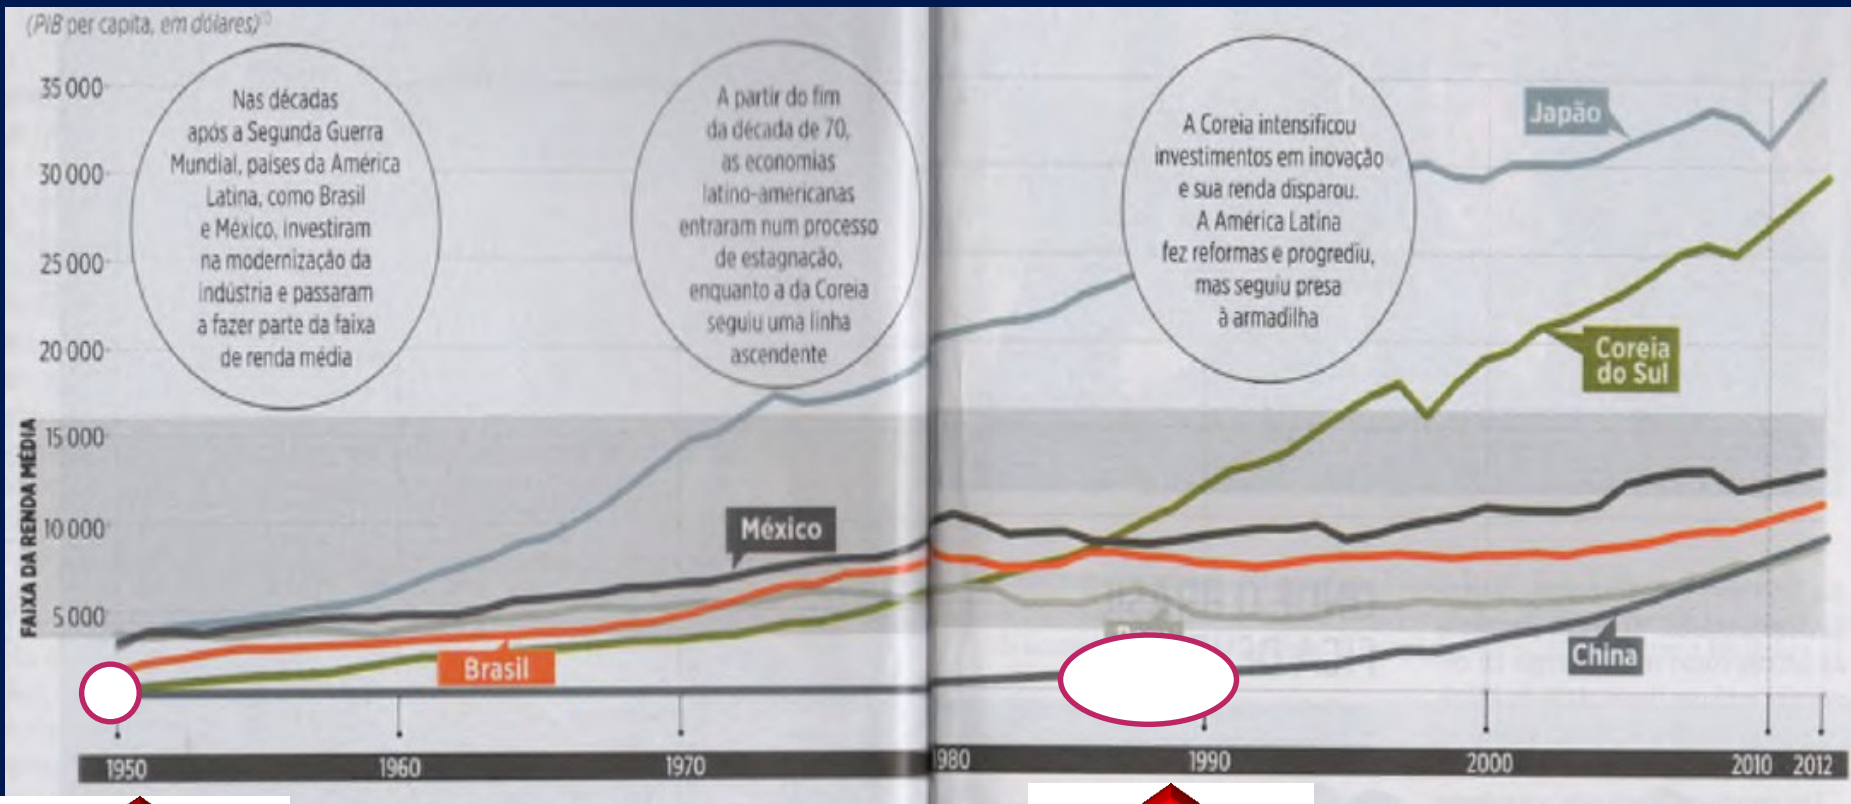 (PIB per capita, em dólares)
35 000
30 000
25 000
20 000
15 000
10 000
5 000
FAIXA DA RENDA MÉDIA
Nas décadas
após a Segunda Guerra
Mundial, países da América
Latina, como Brasil
e México, investiram
na modernização da
indústria e passaram
a fazer parte da faixa
de renda média
A partir do fim
da década de 70,
as economias
latino-americanas
entraram num processo
de estagnação,
enquanto a da Coreia
seguiu uma linha
ascendente
A Coreia intensificou
investimentos em inovação
e sua renda disparou.
A América Latina
fez reformas e progrediu,
mas seguiu presa
à armadilha
Japão
Coreia
do Sul
México
Brasil
China
1950
1960
1970
1980
1990
2000
2010
2012